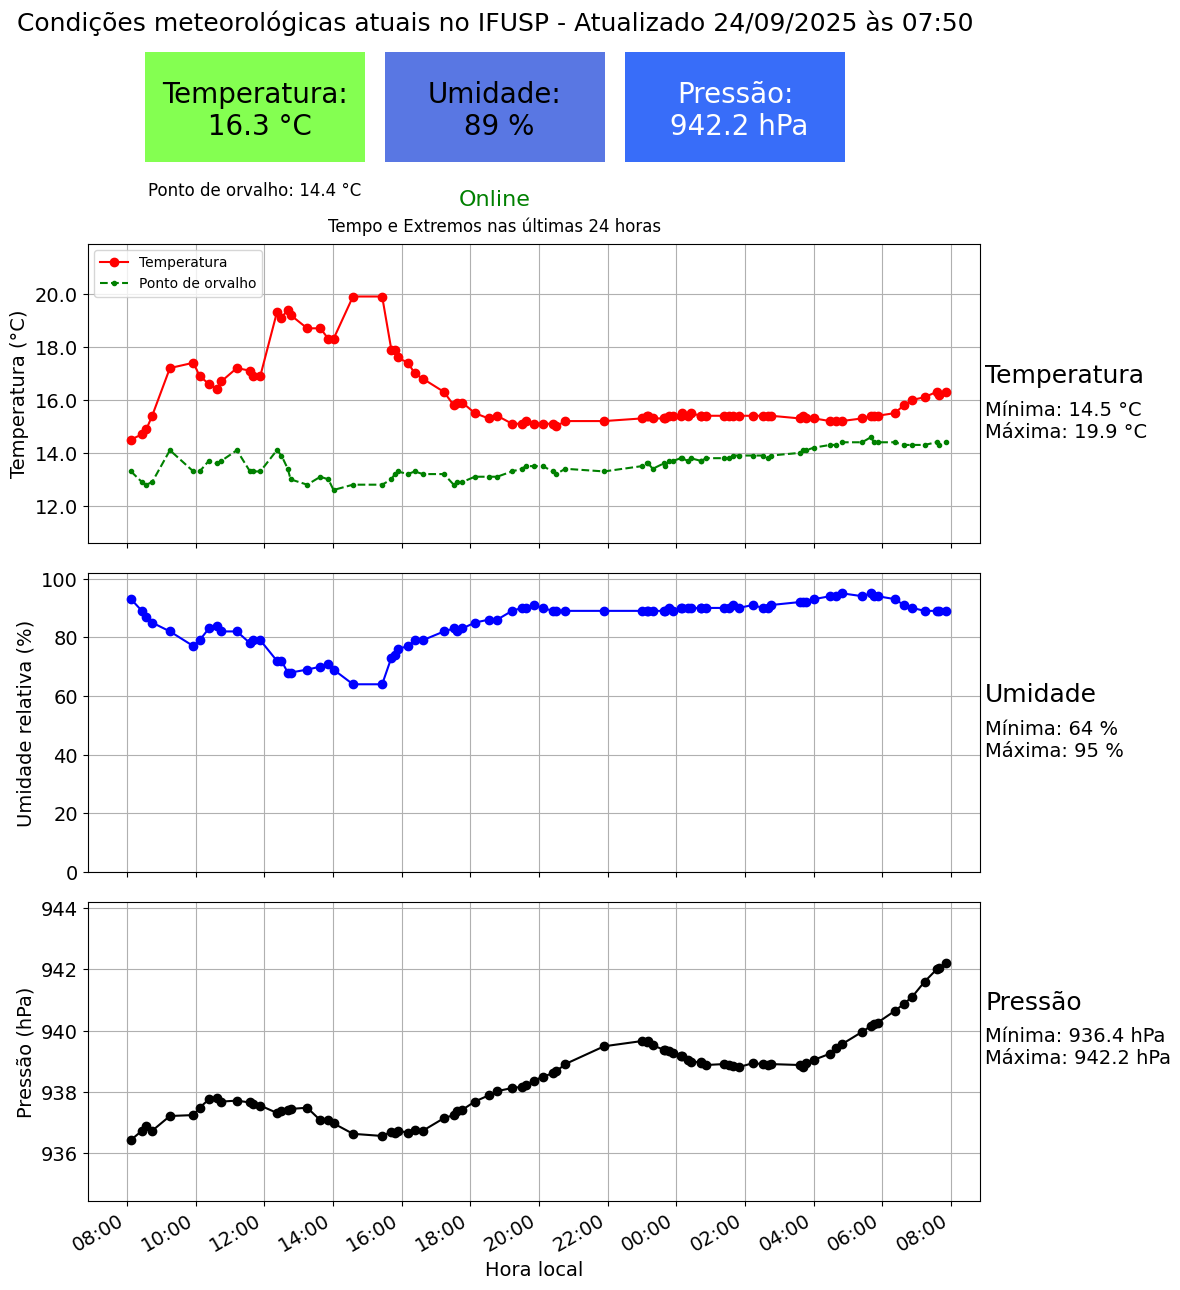 Condições meteorológicas atuais no IFUSP - Atualizado 24/09/2025 às 07:50
Temperatura:
16.3 °C
Umidade:
89 %
Pressão:
942.2 hPa
Ponto de orvalho: 14.4 °C
Online
Tempo e Extremos nas últimas 24 horas
Temperatura
Ponto de orvalho
Temperatura (°C)
20.0
18.0
16.0
14.0
12.0
Temperatura
Mínima: 14.5 °C
Máxima: 19.9 °C
Umidade relativa (%)
100
80
60
40
20
0
Umidade
Mínima: 64 %
Máxima: 95 %
Pressão (hPa)
944
942
940
938
936
Pressão
Mínima: 936.4 hPa
Máxima: 942.2 hPa
08:00
10:00
12:00
14:00
16:00
18:00
20:00
22:00
00:00
02:00
04:00
06:00
08:00
Hora local